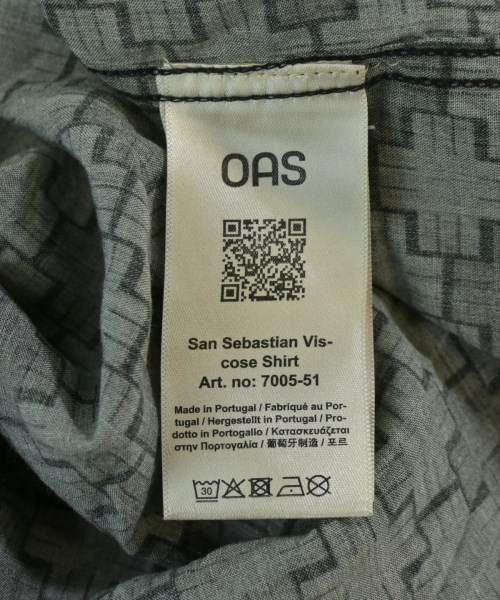 OAS
San Sebastian Vis-
cose Shirt
Art. no: 7005-51
Made in Portugal / Fabriqué au Por-
tugal / Hergestellt in Portugal / Pro-
dotto in Portogallo / Κατασκευάζεται
στην Πορτογαλία / 葡萄牙制造 / 포르
30